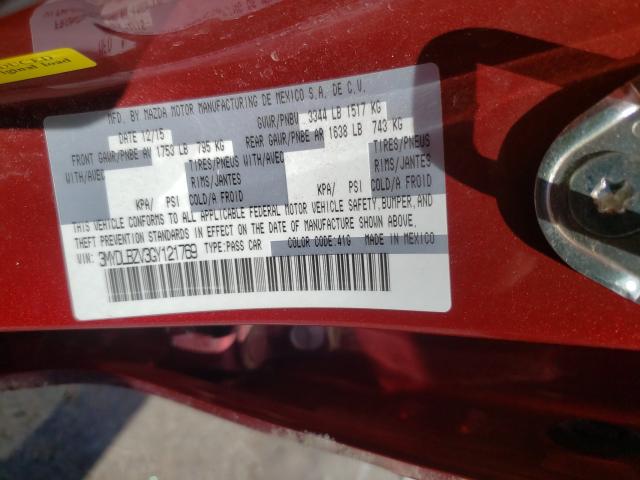 MFD. BY MAZDA MOTOR MANUFACTURING DE MEXICO S.A. DE C.V.
DATE 12/15 GVWR/PNBV 3344 LB 1517 KG
FRONT GAWR/PNBE AV 1753 LB 795 KG REAR GAWR/PNBE AR 1638 LB 743 KG
WITH/AVEC TIRES/PNEUS WITH/AVEC TIRES/PNEUS
RIMS/JANTES RIMS/JANTES
KPA/ PSI COLD/A FROID KPA/ PSI COLD/A FROID
THIS VEHICLE CONFORMS TO ALL APPLICABLE FEDERAL MOTOR VEHICLE SAFETY, BUMPER, AND
THEFT PREVENTION STANDARDS IN EFFECT ON THE DATE OF MANUFACTURE SHOWN ABOVE.
VIN: 3MYDLBZV3GY121769 TYPE:PASS CAR COLOR CODE:41G MADE IN MEXICO